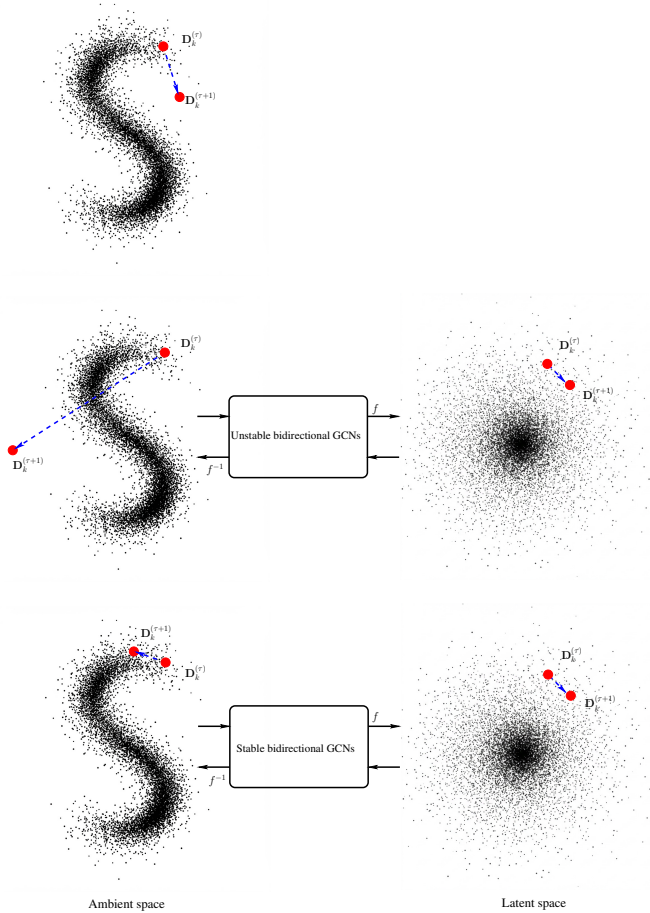 D_k^{(τ)}
D_k^{(τ+1)}
D_k^{(τ)}
D_k^{(τ+1)}
f
Unstable bidirectional GCNs
f^{-1}
D_k^{(τ)}
D_k^{(τ+1)}
D_k^{(τ+1)}
D_k^{(τ)}
f
Stable bidirectional GCNs
f^{-1}
D_k^{(τ)}
D_k^{(τ+1)}
Ambient space
Latent space